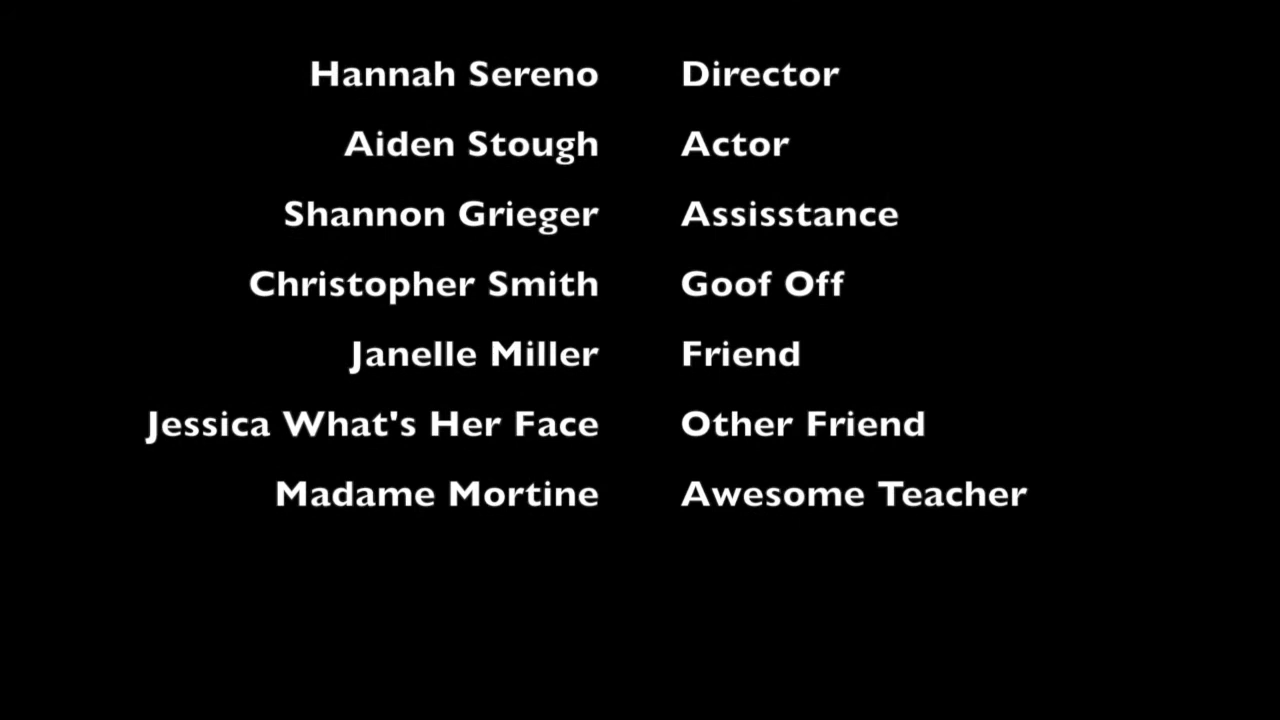 Hannah Sereno Director
Aiden Stough Actor
Shannon Grieger Assisstance
Christopher Smith Goof Off
Janelle Miller Friend
Jessica What's Her Face Other Friend
Madame Mortine Awesome Teacher